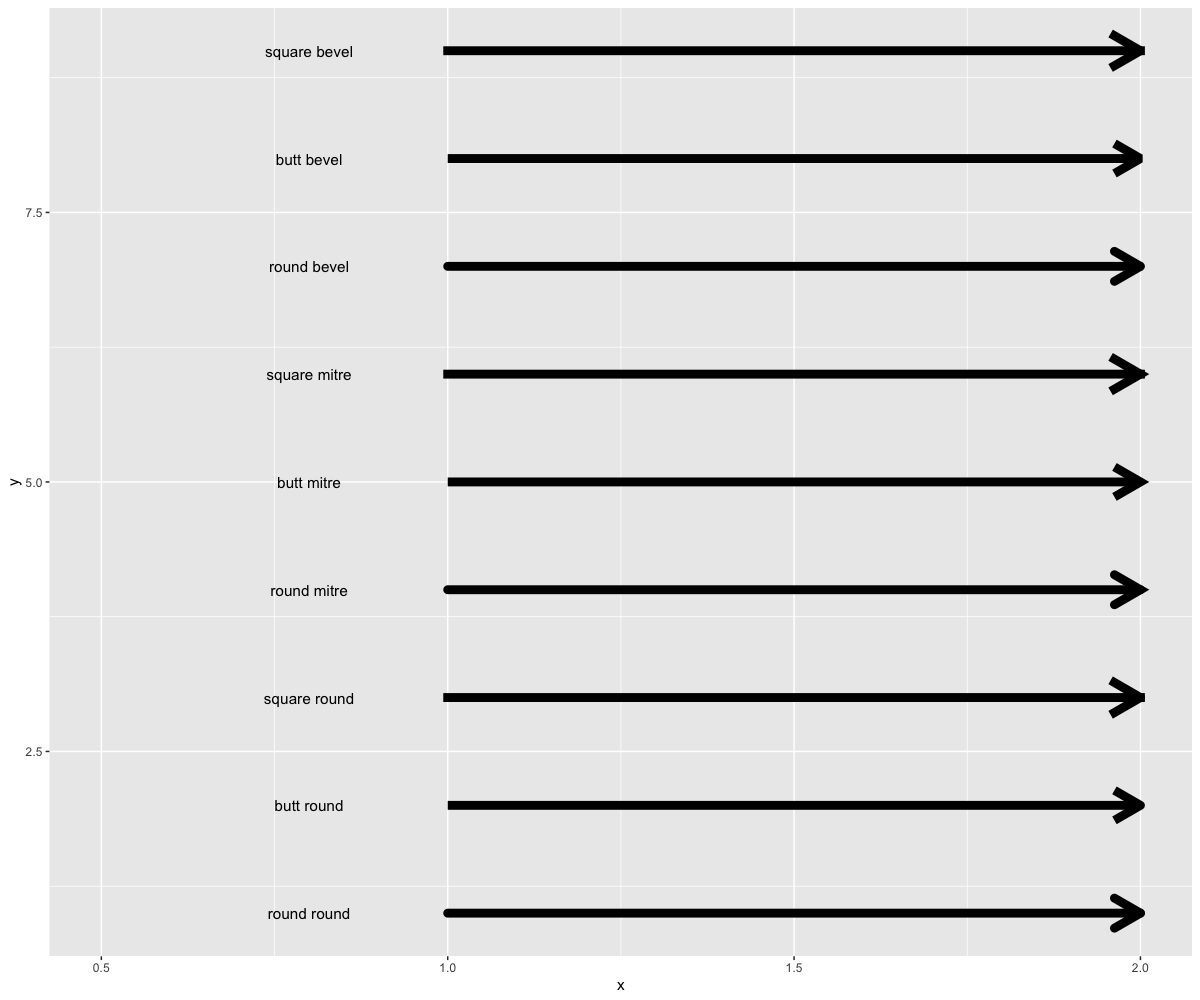 square bevel
butt bevel
7.5
round bevel
square mitre
y
5.0
butt mitre
round mitre
square round
2.5
butt round
round round
0.5
1.0
1.5
2.0
x